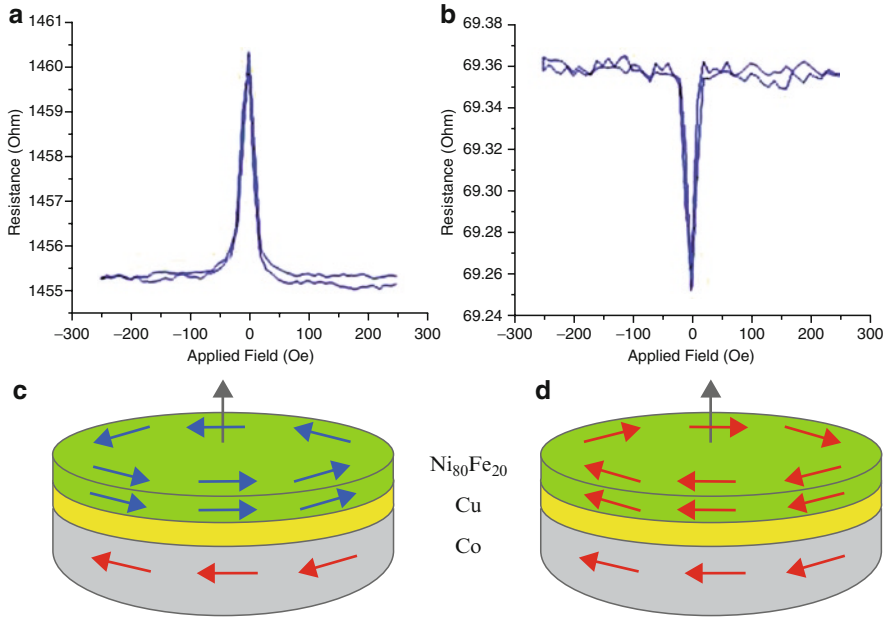 a
1461
1460
1459
1458
1457
1456
1455
Resistance (Ohm)
−300 −200 −100 0 100 200 300
Applied Field (Oe)
b
69.38
69.36
69.34
69.32
69.30
69.28
69.26
69.24
Resistance (Ohm)
−300 −200 −100 0 100 200 300
Applied Field (Oe)
c
d
Ni₈₀Fe₂₀
Cu
Co